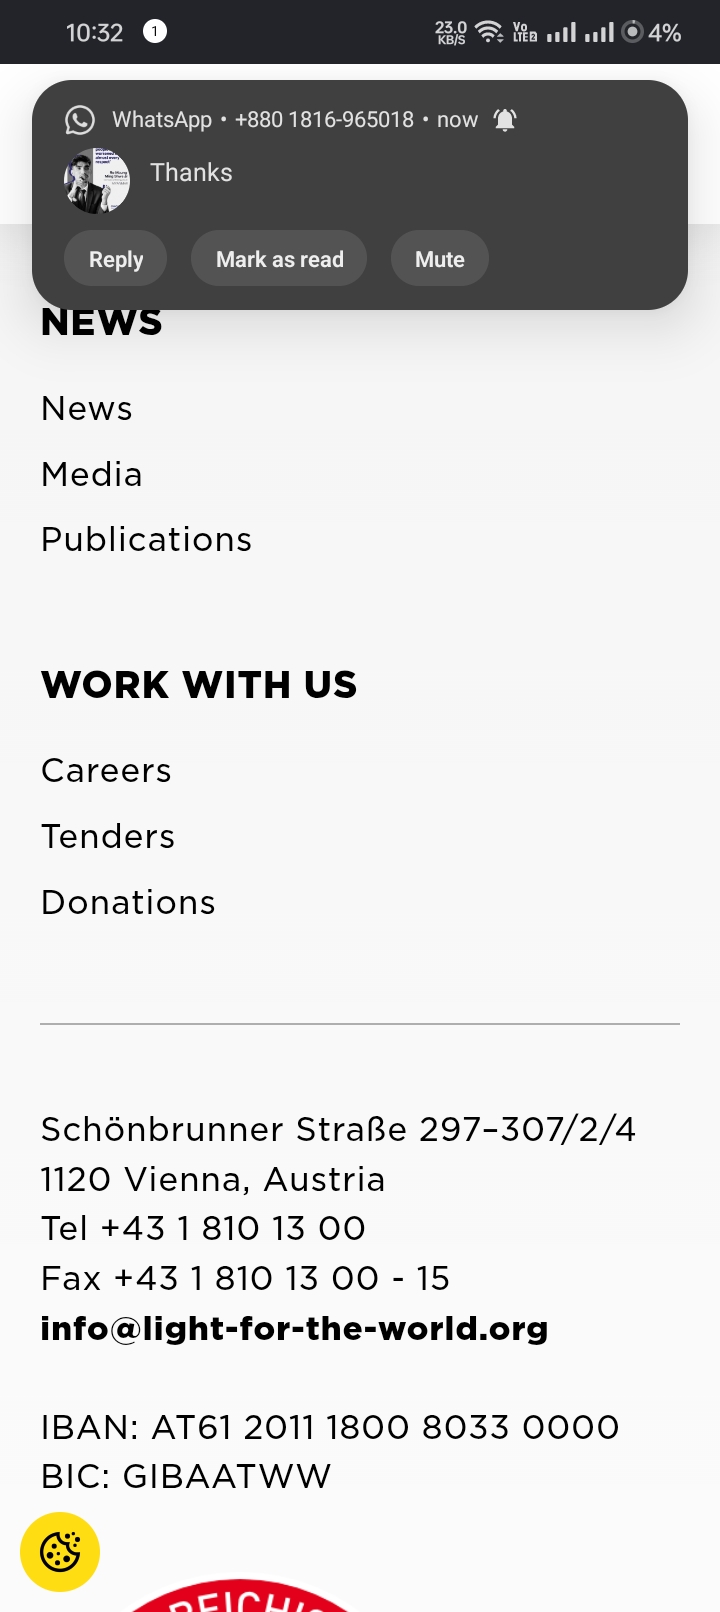 10:32
1
23.0
KB/S
Vo
LTE2
4%
WhatsApp • +880 1816-965018 • now
Thanks
Reply
Mark as read
Mute
NEWS
News
Media
Publications
WORK WITH US
Careers
Tenders
Donations
Schönbrunner Straße 297–307/2/4
1120 Vienna, Austria
Tel +43 1 810 13 00
Fax +43 1 810 13 00 - 15
info@light-for-the-world.org
IBAN: AT61 2011 1800 8033 0000
BIC: GIBAATWW